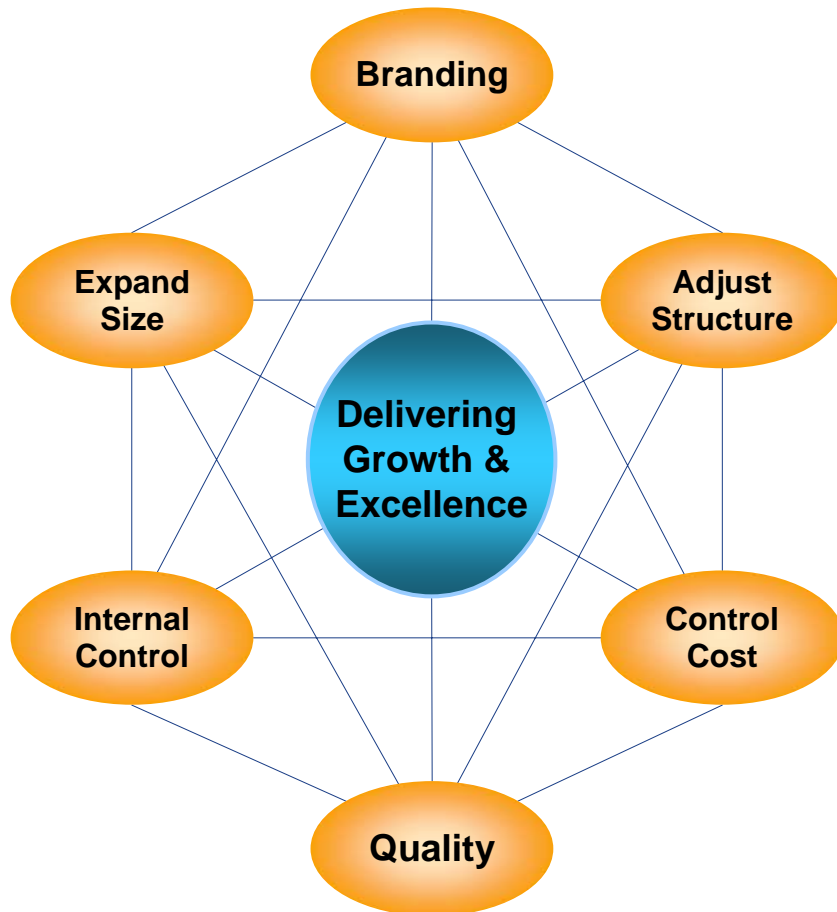 Branding
Expand
Size
Adjust
Structure
Delivering
Growth &
Excellence
Internal
Control
Control
Cost
Quality